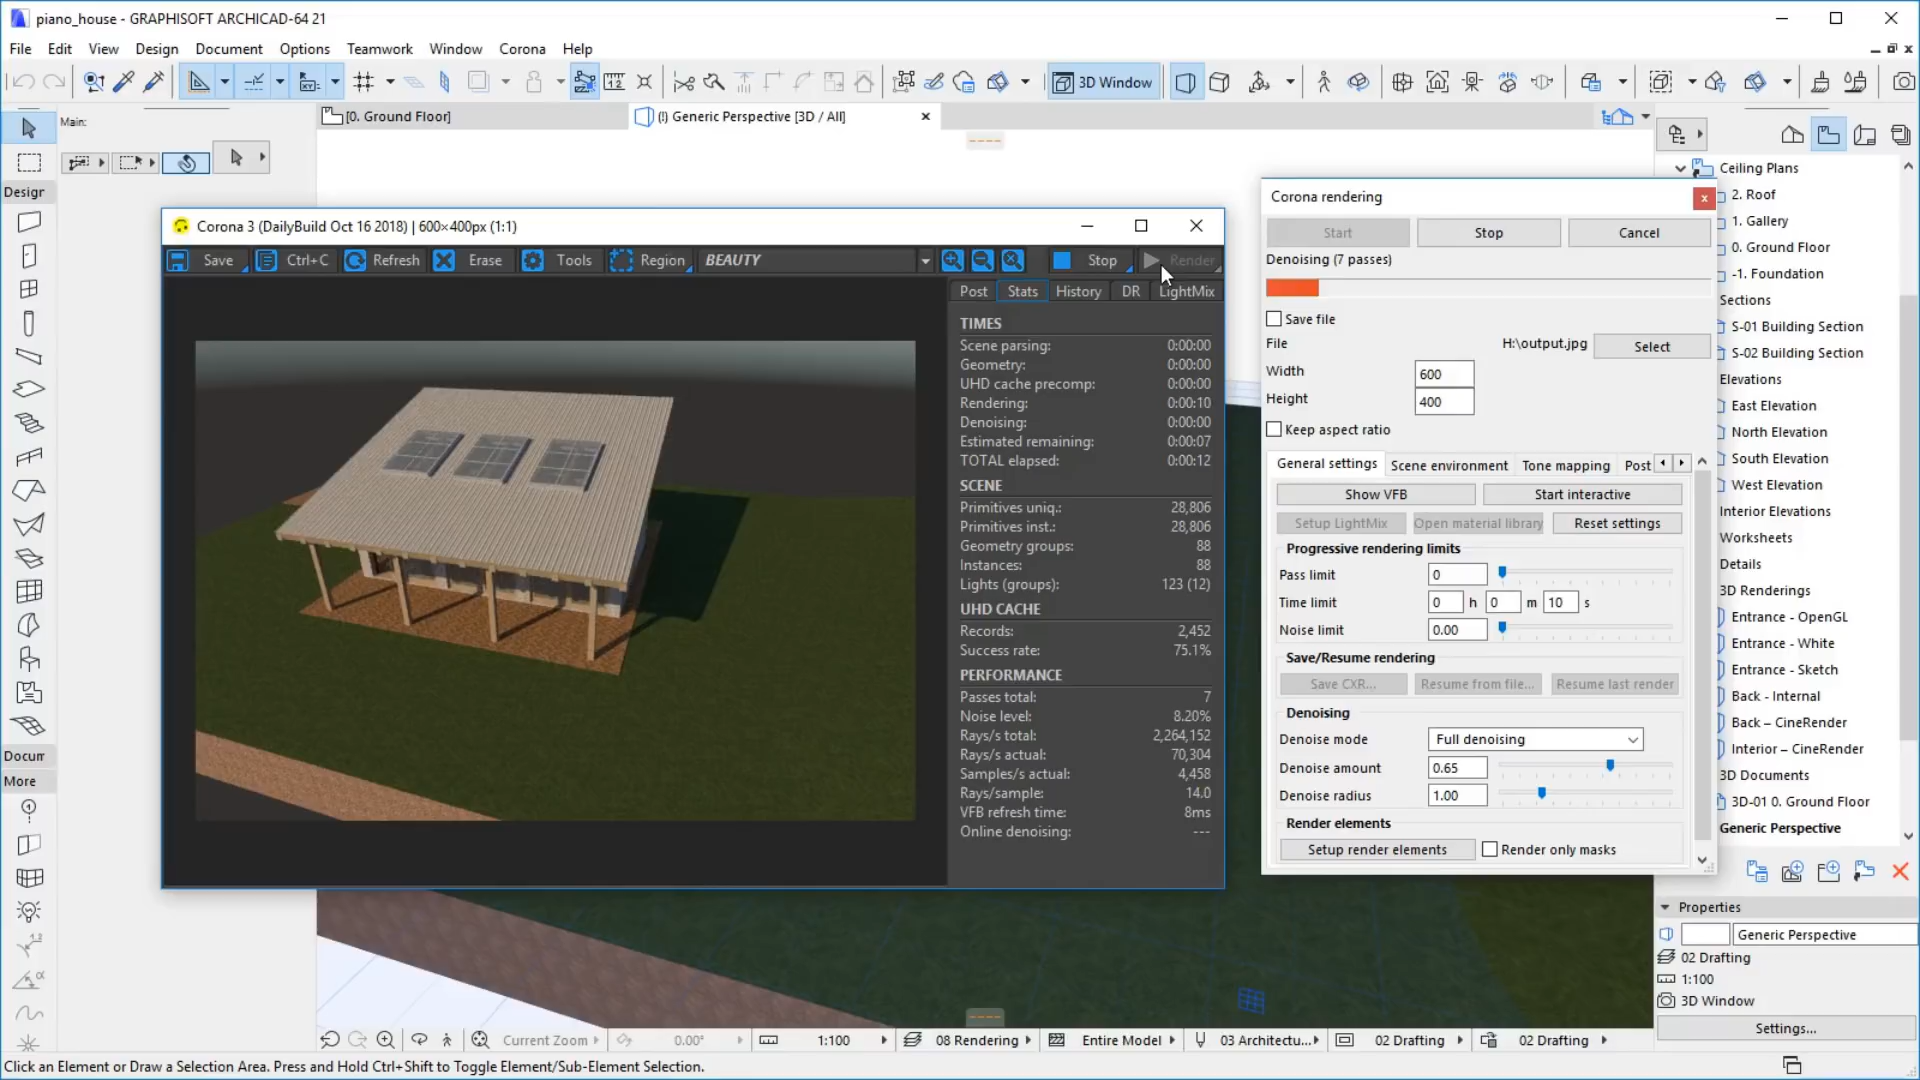 piano_house - GRAPHISOFT ARCHICAD-64 21
File Edit View Design Document Options Teamwork Window Corona Help
3D Window
Main:
[0. Ground Floor]
(!) Generic Perspective [3D / All]
Design
Docum
More
Corona 3 (DailyBuild Oct 16 2018) | 600×400px (1:1)
Save Ctrl+C Refresh Erase Tools Region BEAUTY Stop Render
Post Stats History DR LightMix
TIMES
Scene parsing: 0:00:00
Geometry: 0:00:00
UHD cache precomp: 0:00:00
Rendering: 0:00:10
Denoising: 0:00:00
Estimated remaining: 0:00:07
TOTAL elapsed: 0:00:12
SCENE
Primitives uniq.: 28,806
Primitives inst.: 28,806
Geometry groups: 88
Instances: 88
Lights (groups): 123 (12)
UHD CACHE
Records: 2,452
Success rate: 75.1%
PERFORMANCE
Passes total: 7
Noise level: 8.20%
Rays/s total: 2,264,152
Rays/s actual: 70,304
Samples/s actual: 4,458
Rays/sample: 14.0
VFB refresh time: 8ms
Online denoising: ---
Corona rendering
Start Stop Cancel
Denoising (7 passes)
Save file
File H:\output.jpg Select
Width 600
Height 400
Keep aspect ratio
General settings Scene environment Tone mapping Post
Show VFB Start interactive
Setup LightMix Open material library Reset settings
Progressive rendering limits
Pass limit 0
Time limit 0 h 0 m 10 s
Noise limit 0.00
Save/Resume rendering
Save CXR... Resume from file... Resume last render
Denoising
Denoise mode Full denoising
Denoise amount 0.65
Denoise radius 1.00
Render elements
Setup render elements Render only masks
Ceiling Plans
2. Roof
1. Gallery
0. Ground Floor
-1. Foundation
Sections
S-01 Building Section
S-02 Building Section
Elevations
East Elevation
North Elevation
South Elevation
West Elevation
Interior Elevations
Worksheets
Details
3D Renderings
Entrance - OpenGL
Entrance - White
Entrance - Sketch
Back - Internal
Back – CineRender
Interior – CineRender
3D Documents
3D-01 0. Ground Floor
Generic Perspective
Properties
Generic Perspective
02 Drafting
1:100
3D Window
Settings...
Current Zoom 0.00° 1:100 08 Rendering Entire Model 03 Architectu... 02 Drafting 02 Drafting
Click an Element or Draw a Selection Area. Press and Hold Ctrl+Shift to Toggle Element/Sub-Element Selection.